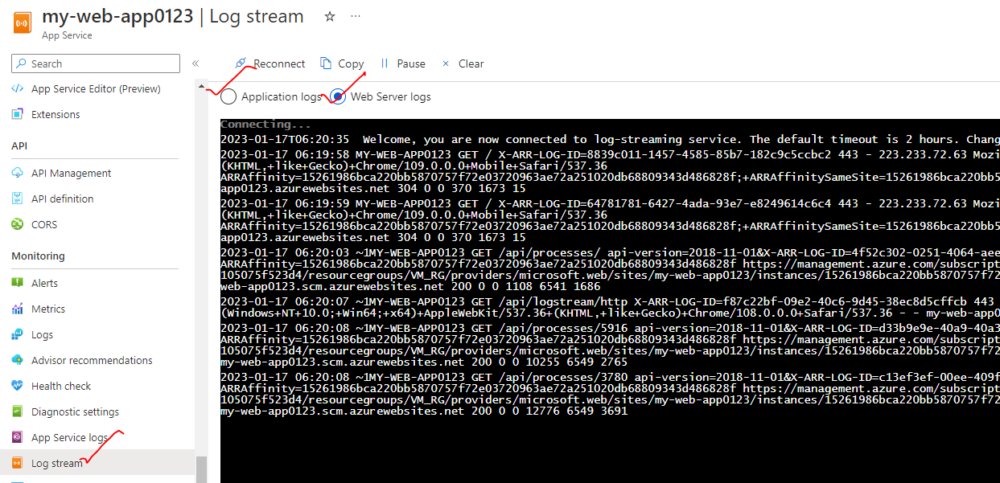 my-web-app0123 | Log stream ☆ ...
App Service
Search «
App Service Editor (Preview)
Extensions
API
API Management
API definition
CORS
Monitoring
Alerts
Metrics
Logs
Advisor recommendations
Health check
Diagnostic settings
App Service logs
Log stream
Reconnect Copy Pause Clear
Application logs Web Server logs
Connecting...
2023-01-17T06:20:35 Welcome, you are now connected to log-streaming service. The default timeout is 2 hours. Chang
2023-01-17 06:19:58 MY-WEB-APP0123 GET / X-ARR-LOG-ID=8839c011-1457-4585-85b7-182c9c5ccbc2 443 - 223.233.72.63 Mozi
(KHTML,+like+Gecko)+Chrome/109.0.0.0+Mobile+Safari/537.36
ARRAffinity=15261986bca220bb5870757f72e03720963ae72a251020db68809343d486828f;+ARRAffinitySameSite=15261986bca220bb5
app0123.azurewebsites.net 304 0 0 370 1673 15
2023-01-17 06:19:59 MY-WEB-APP0123 GET / X-ARR-LOG-ID=64781781-6427-4ada-93e7-e8249614c6c4 443 - 223.233.72.63 Mozi
(KHTML,+like+Gecko)+Chrome/109.0.0.0+Mobile+Safari/537.36
ARRAffinity=15261986bca220bb5870757f72e03720963ae72a251020db68809343d486828f;+ARRAffinitySameSite=15261986bca220bb5
app0123.azurewebsites.net 304 0 0 370 1673 15
2023-01-17 06:20:03 ~1MY-WEB-APP0123 GET /api/processes/ api-version=2018-11-01&X-ARR-LOG-ID=4f52c302-0251-4064-aee
ARRAffinity=15261986bca220bb5870757f72e03720963ae72a251020db68809343d486828f https://management.azure.com/subscript
105075f523d4/resourcegroups/VM_RG/providers/microsoft.web/sites/my-web-app0123/instances/15261986bca220bb5870757f72
web-app0123.scm.azurewebsites.net 200 0 0 1108 6541 1686
2023-01-17 06:20:07 ~1MY-WEB-APP0123 GET /api/logstream/http X-ARR-LOG-ID=f87c22bf-09e2-40c6-9d45-38ec8d5cffcb 443
(Windows+NT+10.0;+Win64;+x64)+AppleWebKit/537.36+(KHTML,+like+Gecko)+Chrome/108.0.0.0+Safari/537.36 - - my-web-app0
2023-01-17 06:20:08 ~1MY-WEB-APP0123 GET /api/processes/5916 api-version=2018-11-01&X-ARR-LOG-ID=d33b9e9e-40a9-40a3
ARRAffinity=15261986bca220bb5870757f72e03720963ae72a251020db68809343d486828f https://management.azure.com/subscript
105075f523d4/resourcegroups/VM_RG/providers/microsoft.web/sites/my-web-app0123/instances/15261986bca220bb5870757f72
my-web-app0123.scm.azurewebsites.net 200 0 0 10255 6549 2765
2023-01-17 06:20:08 ~1MY-WEB-APP0123 GET /api/processes/3780 api-version=2018-11-01&X-ARR-LOG-ID=c13ef3ef-00ee-409f
ARRAffinity=15261986bca220bb5870757f72e03720963ae72a251020db68809343d486828f https://management.azure.com/subscript
105075f523d4/resourcegroups/VM_RG/providers/microsoft.web/sites/my-web-app0123/instances/15261986bca220bb5870757f72
my-web-app0123.scm.azurewebsites.net 200 0 0 12776 6549 3691